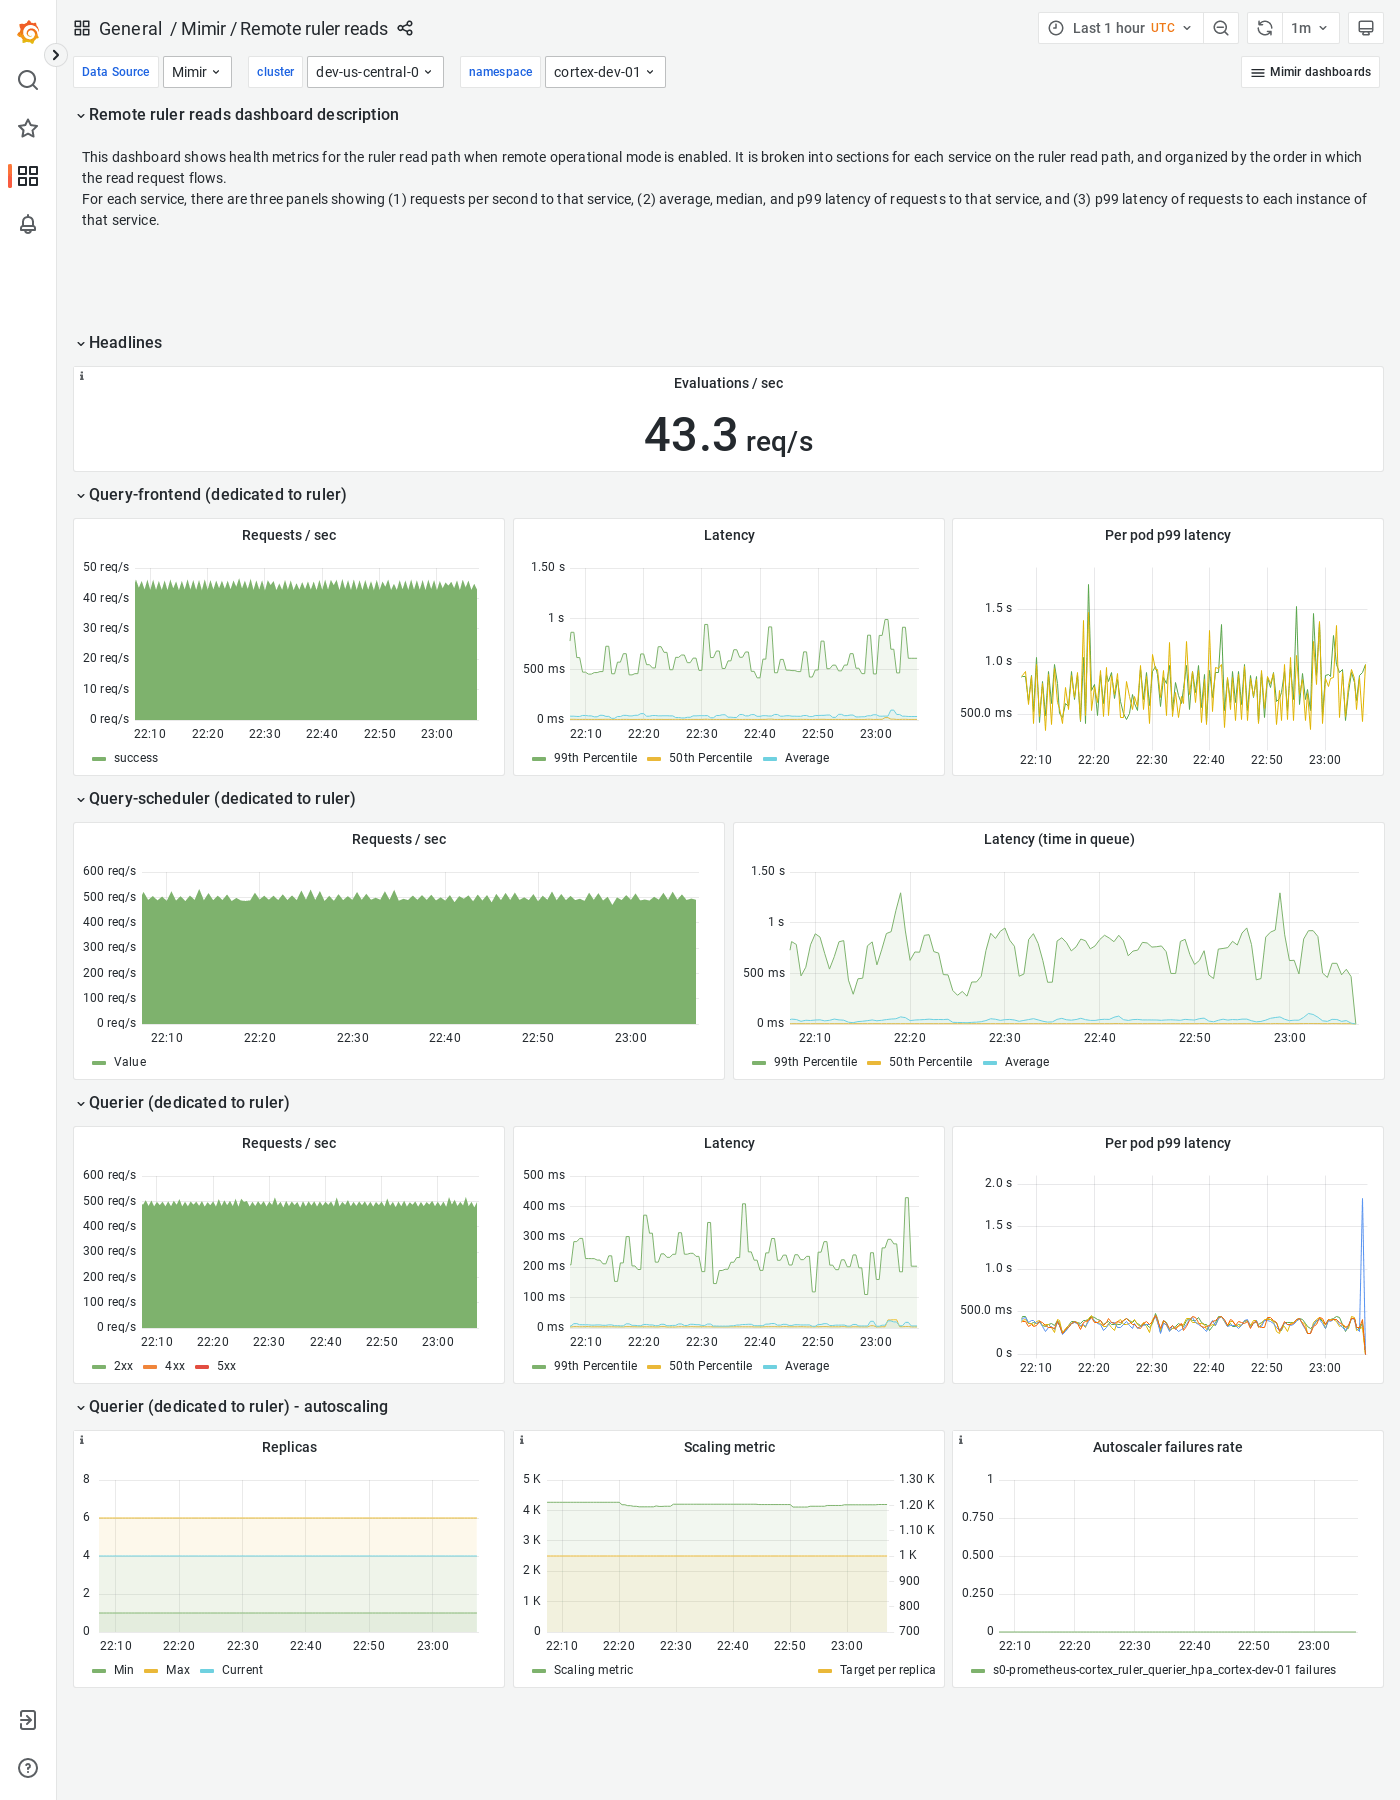 General / Mimir / Remote ruler reads
Last 1 hour UTC
1m
Data Source Mimir cluster dev-us-central-0 namespace cortex-dev-01
Mimir dashboards
Remote ruler reads dashboard description
This dashboard shows health metrics for the ruler read path when remote operational mode is enabled. It is broken into sections for each service on the ruler read path, and organized by the order in which
the read request flows.
For each service, there are three panels showing (1) requests per second to that service, (2) average, median, and p99 latency of requests to that service, and (3) p99 latency of requests to each instance of
that service.
Headlines
Evaluations / sec
43.3 req/s
Query-frontend (dedicated to ruler)
Requests / sec
50 req/s
40 req/s
30 req/s
20 req/s
10 req/s
0 req/s
22:10 22:20 22:30 22:40 22:50 23:00
success
Latency
1.50 s
1 s
500 ms
0 ms
22:10 22:20 22:30 22:40 22:50 23:00
99th Percentile 50th Percentile Average
Per pod p99 latency
1.5 s
1.0 s
500.0 ms
22:10 22:20 22:30 22:40 22:50 23:00
Query-scheduler (dedicated to ruler)
Requests / sec
600 req/s
500 req/s
400 req/s
300 req/s
200 req/s
100 req/s
0 req/s
22:10 22:20 22:30 22:40 22:50 23:00
Value
Latency (time in queue)
1.50 s
1 s
500 ms
0 ms
22:10 22:20 22:30 22:40 22:50 23:00
99th Percentile 50th Percentile Average
Querier (dedicated to ruler)
Requests / sec
600 req/s
500 req/s
400 req/s
300 req/s
200 req/s
100 req/s
0 req/s
22:10 22:20 22:30 22:40 22:50 23:00
2xx 4xx 5xx
Latency
500 ms
400 ms
300 ms
200 ms
100 ms
0 ms
22:10 22:20 22:30 22:40 22:50 23:00
99th Percentile 50th Percentile Average
Per pod p99 latency
2.0 s
1.5 s
1.0 s
500.0 ms
0 s
22:10 22:20 22:30 22:40 22:50 23:00
Querier (dedicated to ruler) - autoscaling
Replicas
8
6
4
2
0
22:10 22:20 22:30 22:40 22:50 23:00
Min Max Current
Scaling metric
5 K
4 K
3 K
2 K
1 K
0
1.30 K
1.20 K
1.10 K
1 K
900
800
700
22:10 22:20 22:30 22:40 22:50 23:00
Scaling metric Target per replica
Autoscaler failures rate
1
0.750
0.500
0.250
0
22:10 22:20 22:30 22:40 22:50 23:00
s0-prometheus-cortex_ruler_querier_hpa_cortex-dev-01 failures